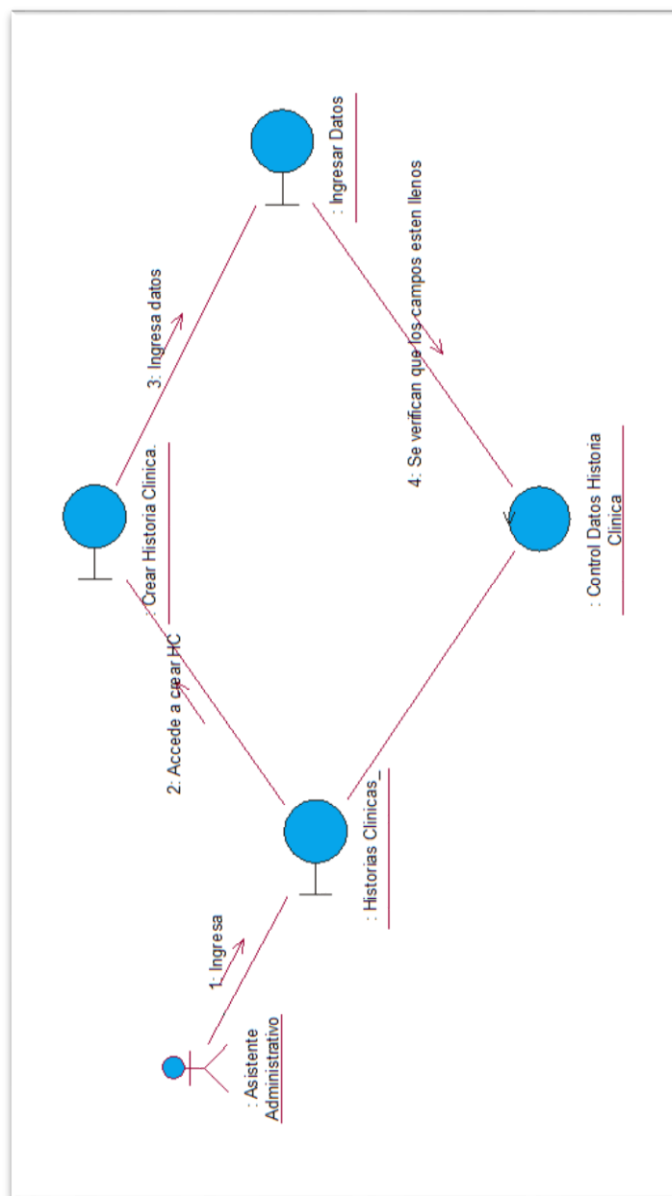 : Asistente
Administrativo
1: Ingresa
: Historias Clinicas_
2: Accede a crear HC
: Crear Historia Clinica.
3: Ingresa datos
: Ingresar Datos
4: Se verifican que los campos esten llenos
: Control Datos Historia
Clinica